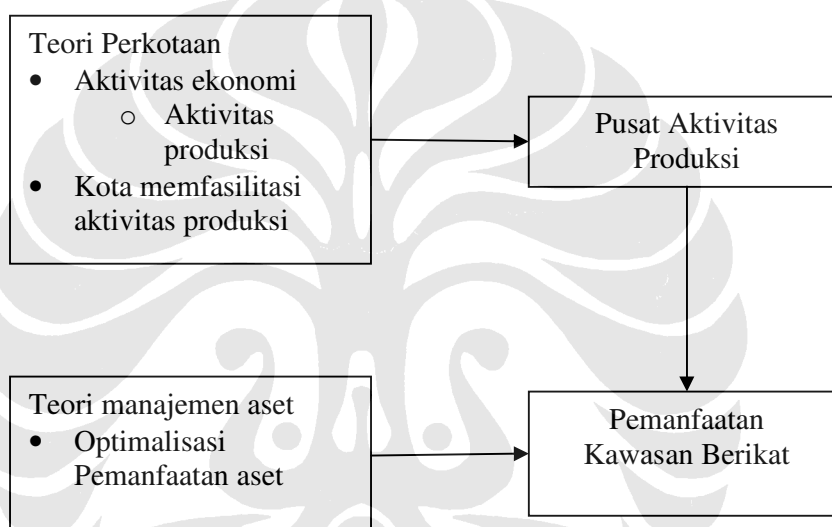 Teori Perkotaan
• Aktivitas ekonomi
o Aktivitas
produksi
• Kota memfasilitasi
aktivitas produksi
Pusat Aktivitas
Produksi
Teori manajemen aset
• Optimalisasi
Pemanfaatan aset
Pemanfaatan
Kawasan Berikat